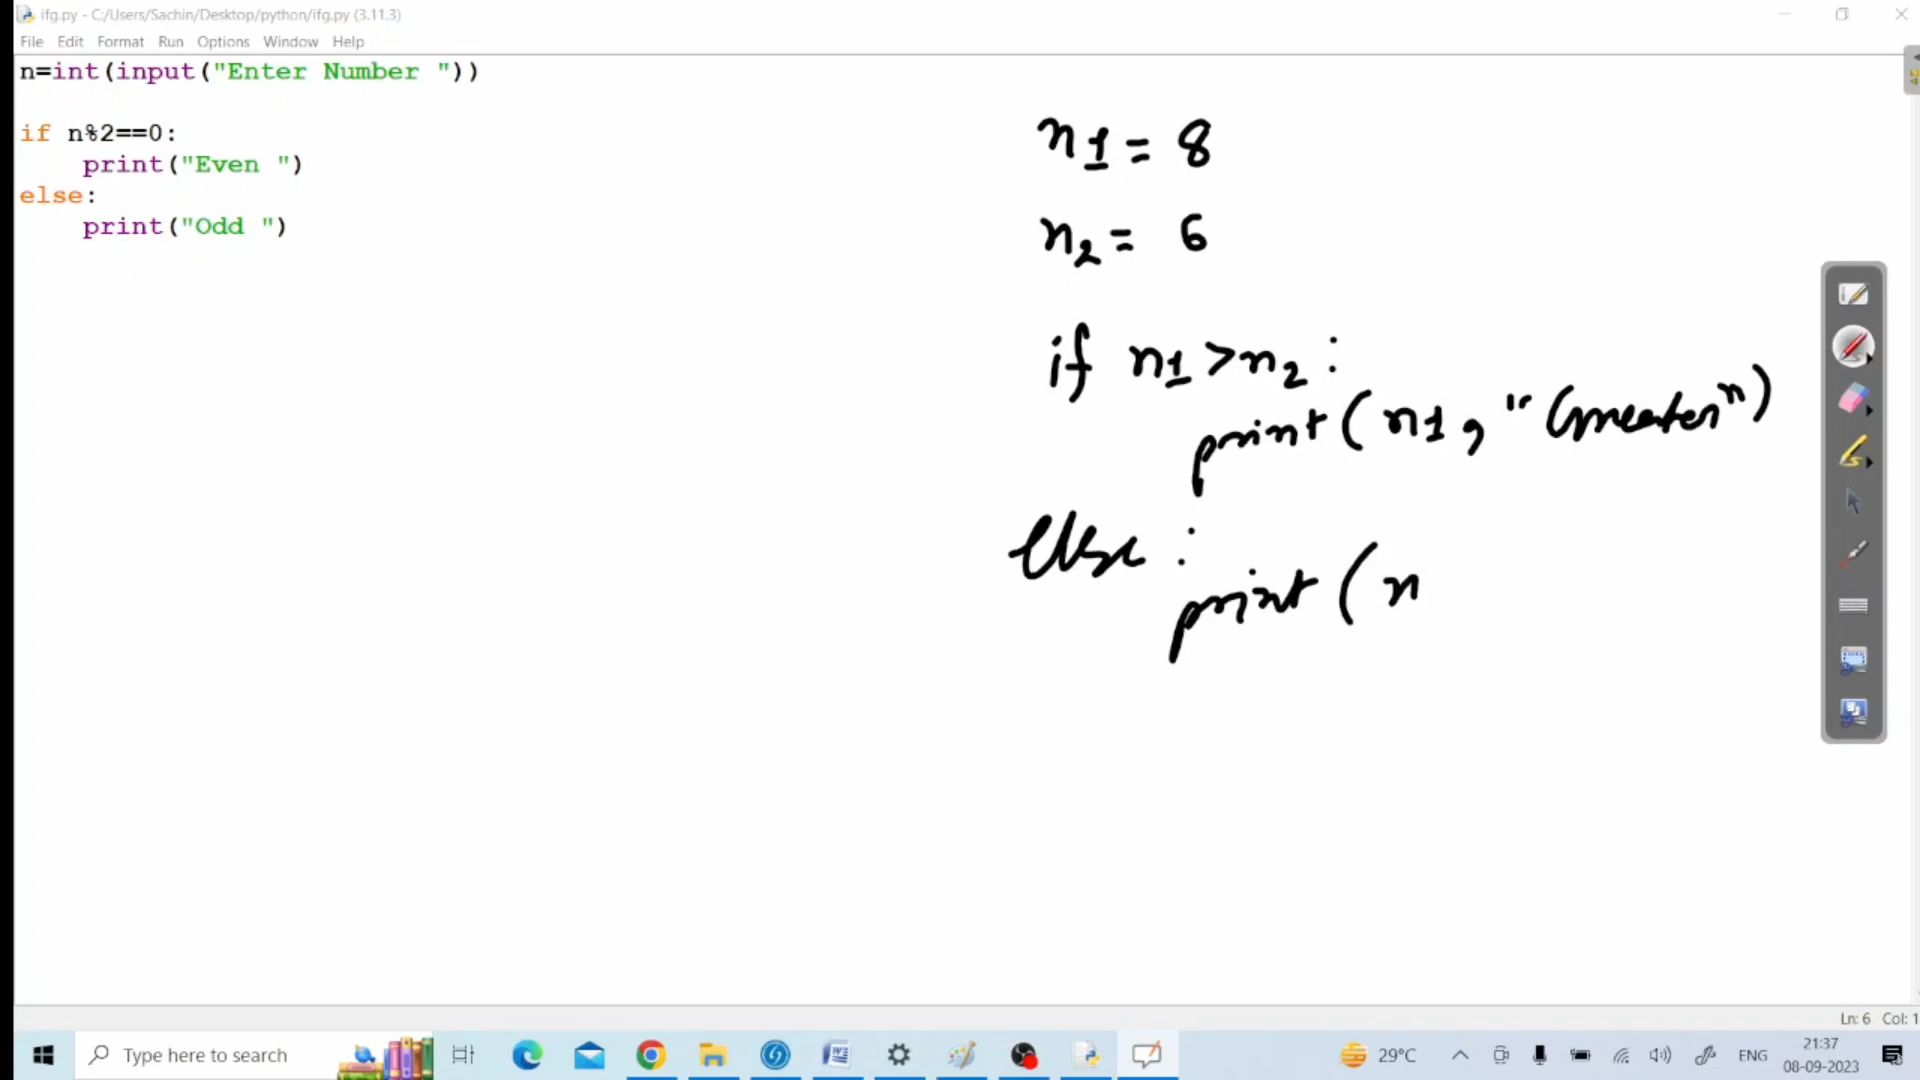 ifg.py - C:/Users/Sachin/Desktop/python/ifg.py (3.11.3)
File Edit Format Run Options Window Help
n=int(input("Enter Number "))
if n%2==0:
    print("Even ")
else:
    print("Odd ")
n1 = 8
n2 = 6
if n1 > n2 :
print ( n1 , "Greater")
else :
print ( n
Ln: 6 Col: 1
Type here to search
29°C
ENG
21:37
08-09-2023